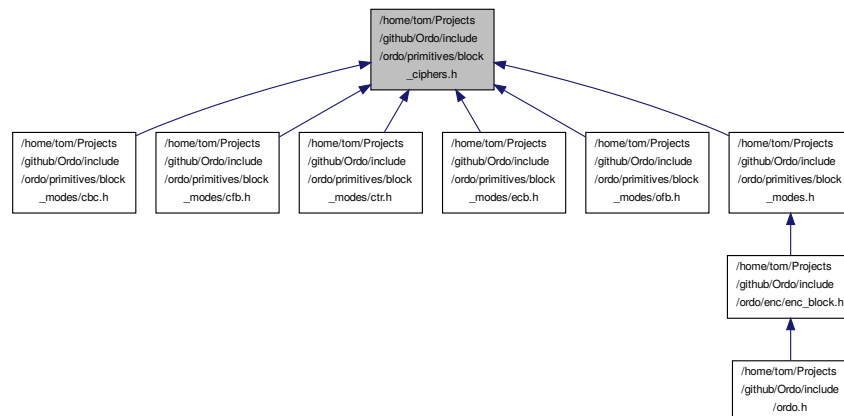 /home/tom/Projects
/github/Ordo/include
/ordo/primitives/block
_ciphers.h
/home/tom/Projects
/github/Ordo/include
/ordo/primitives/block
_modes/cbc.h
/home/tom/Projects
/github/Ordo/include
/ordo/primitives/block
_modes/cfb.h
/home/tom/Projects
/github/Ordo/include
/ordo/primitives/block
_modes/ctr.h
/home/tom/Projects
/github/Ordo/include
/ordo/primitives/block
_modes/ecb.h
/home/tom/Projects
/github/Ordo/include
/ordo/primitives/block
_modes/ofb.h
/home/tom/Projects
/github/Ordo/include
/ordo/primitives/block
_modes.h
/home/tom/Projects
/github/Ordo/include
/ordo/enc/enc_block.h
/home/tom/Projects
/github/Ordo/include
/ordo.h